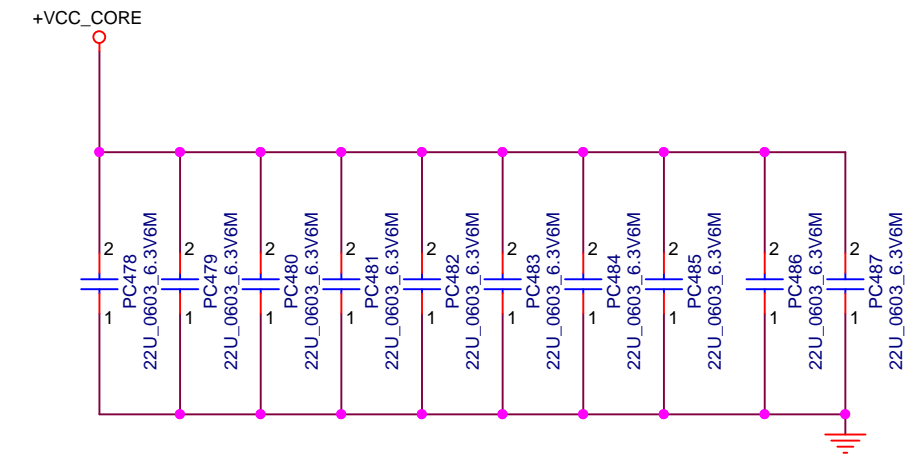 +VCC_CORE
2
PC478
22U_0603_6.3V6M
1
2
PC479
22U_0603_6.3V6M
1
2
PC480
22U_0603_6.3V6M
1
2
PC481
22U_0603_6.3V6M
1
2
PC482
22U_0603_6.3V6M
1
2
PC483
22U_0603_6.3V6M
1
2
PC484
22U_0603_6.3V6M
1
2
PC485
22U_0603_6.3V6M
1
2
PC486
22U_0603_6.3V6M
1
2
PC487
22U_0603_6.3V6M
1